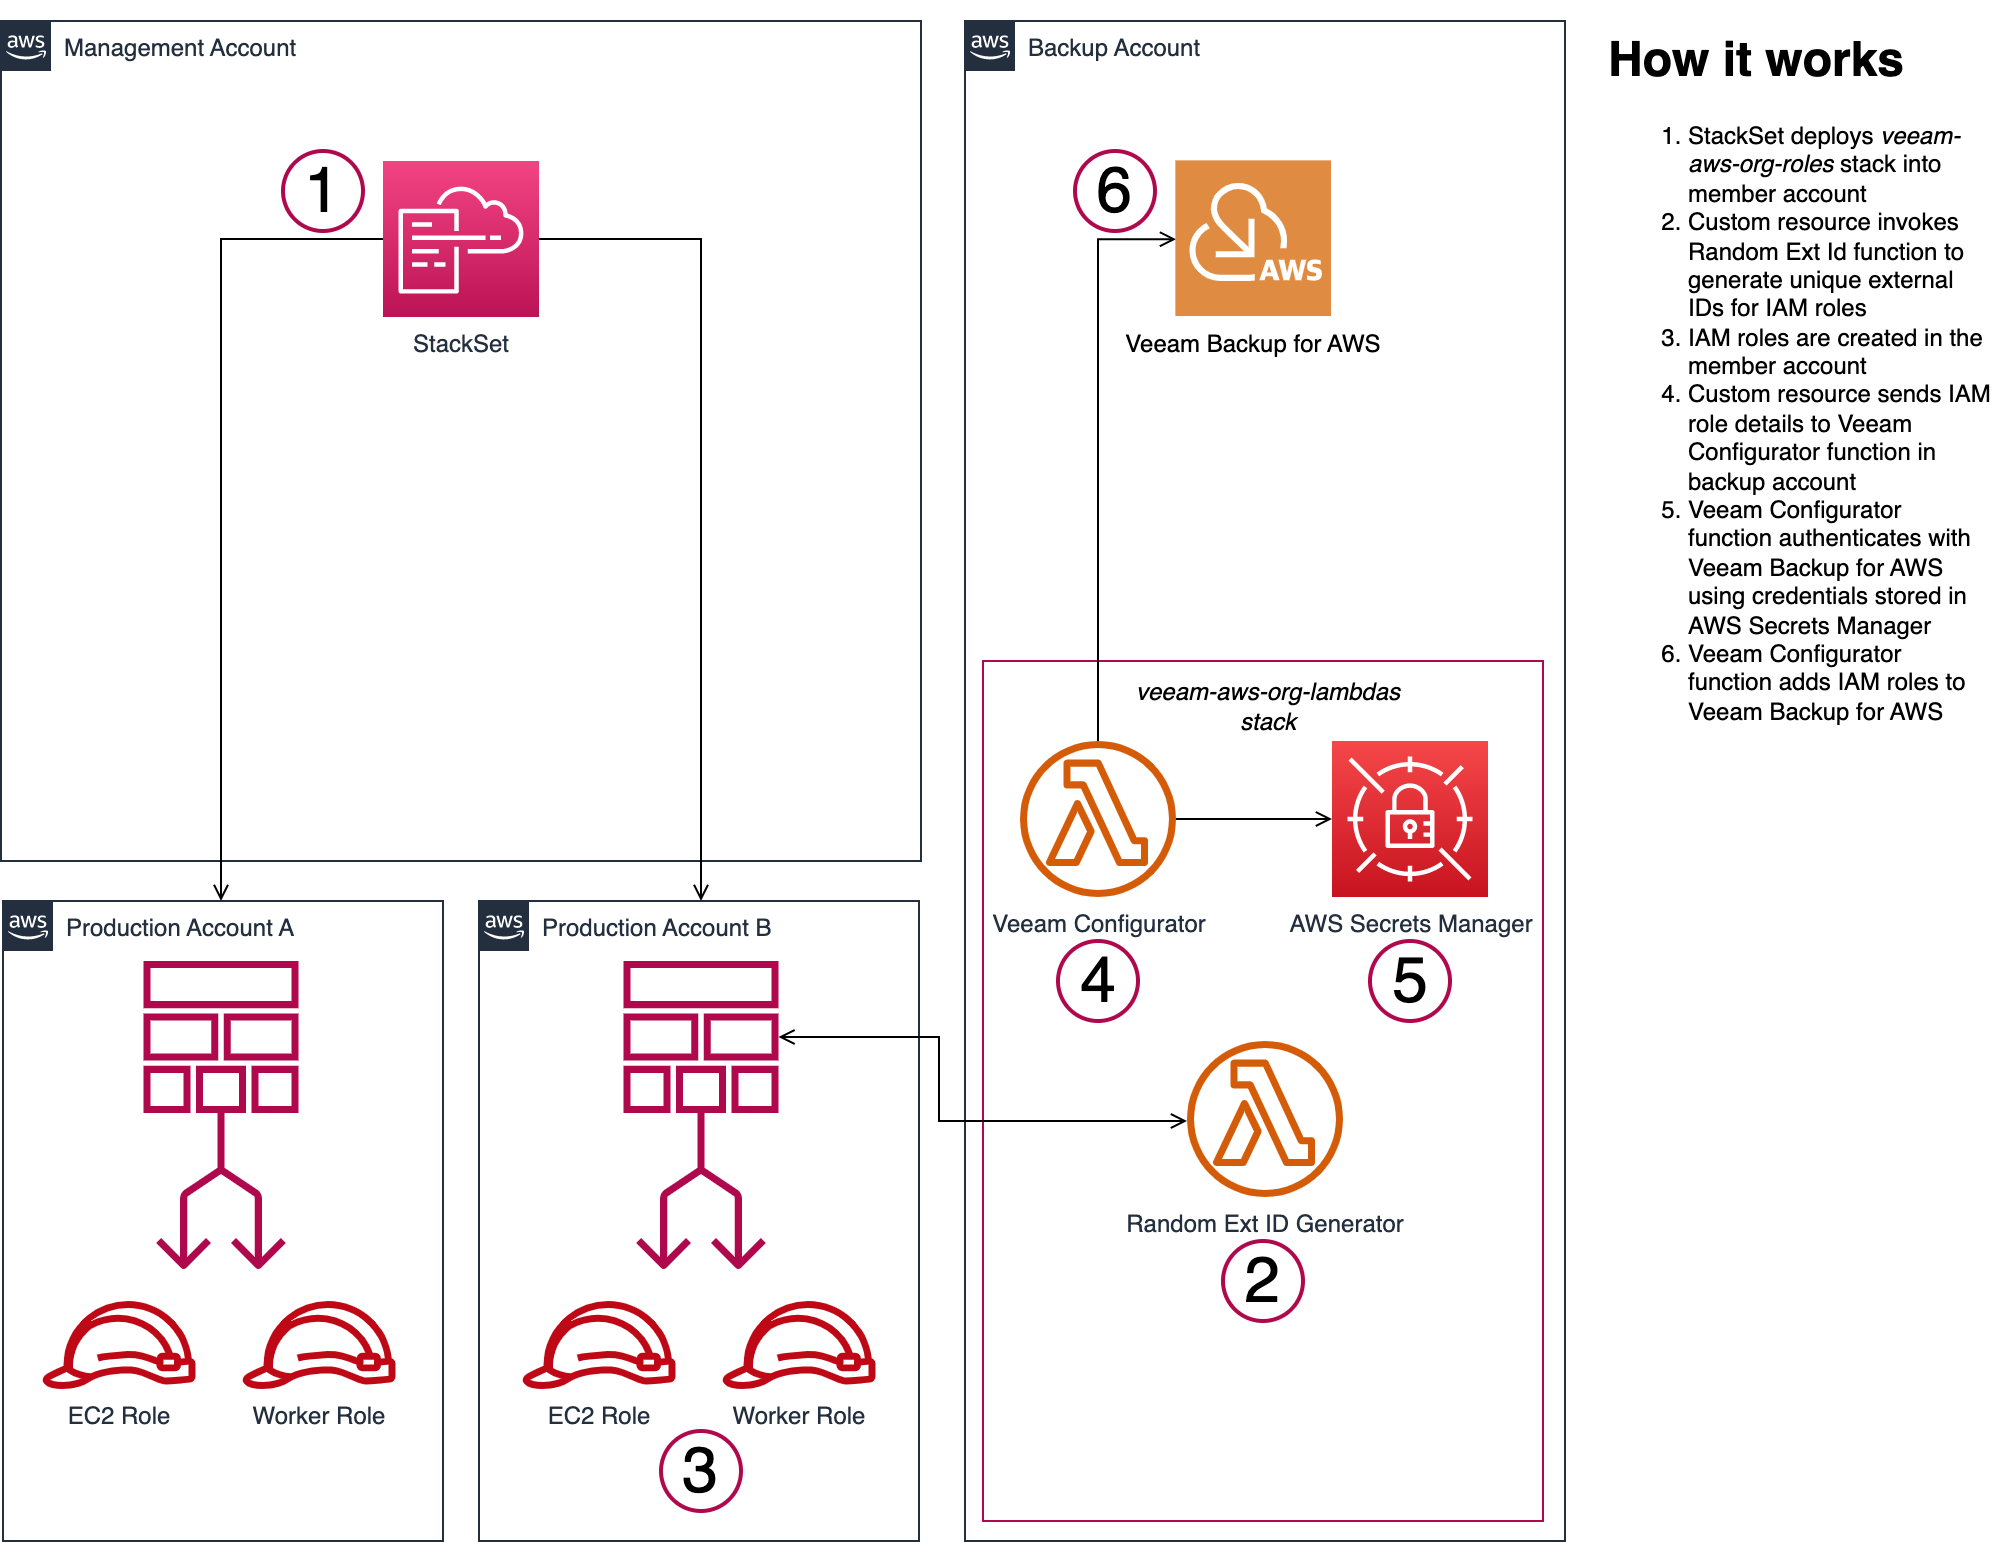 aws
Management Account
1
StackSet
aws
Backup Account
6
AWS
Veeam Backup for AWS
veeam-aws-org-lambdas
stack
Veeam Configurator
4
AWS Secrets Manager
5
Random Ext ID Generator
2
aws
Production Account A
EC2 Role
Worker Role
aws
Production Account B
EC2 Role
Worker Role
3
How it works
1. StackSet deploys veeam-
aws-org-roles stack into
member account
2. Custom resource invokes
Random Ext Id function to
generate unique external
IDs for IAM roles
3. IAM roles are created in the
member account
4. Custom resource sends IAM
role details to Veeam
Configurator function in
backup account
5. Veeam Configurator
function authenticates with
Veeam Backup for AWS
using credentials stored in
AWS Secrets Manager
6. Veeam Configurator
function adds IAM roles to
Veeam Backup for AWS